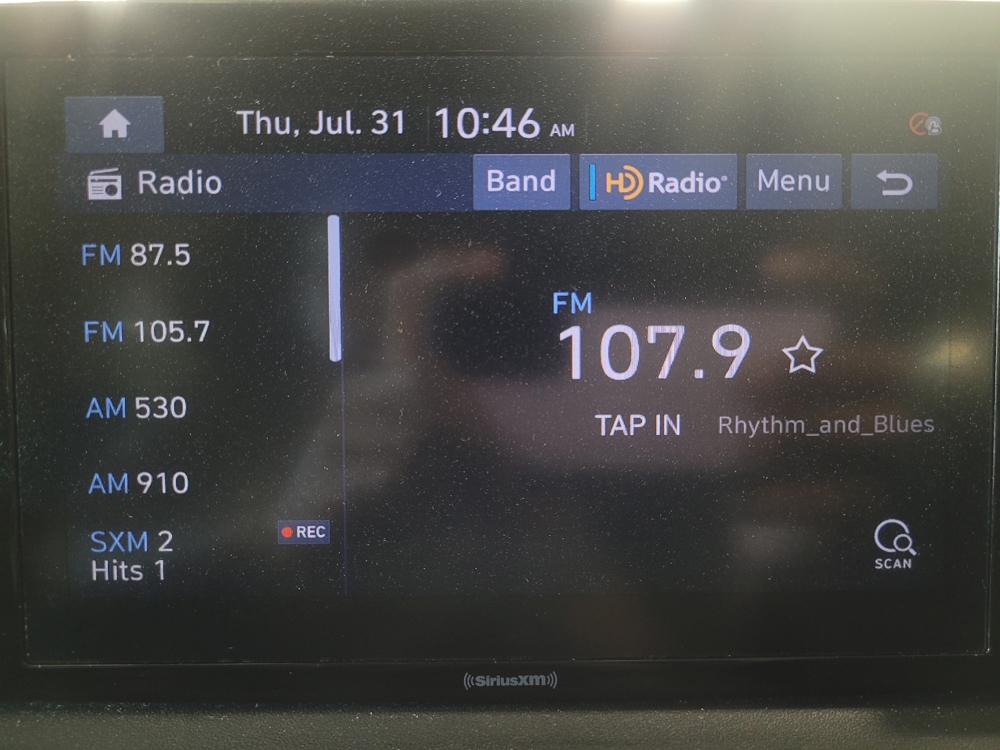 Thu, Jul. 31 10:46 AM
Radio Band HD Radio® Menu
FM 87.5
FM 105.7
AM 530
AM 910
SXM 2
Hits 1
REC
FM
107.9
TAP IN Rhythm_and_Blues
SCAN
SiriusXM